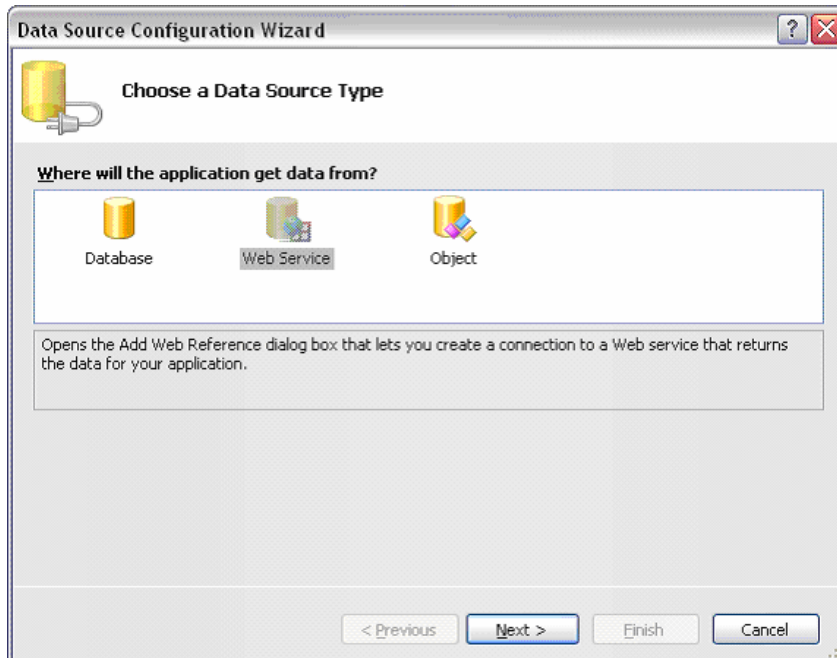 Data Source Configuration Wizard
Choose a Data Source Type
Where will the application get data from?
Database Web Service Object
Opens the Add Web Reference dialog box that lets you create a connection to a Web service that returns
the data for your application.
< Previous Next > Finish Cancel